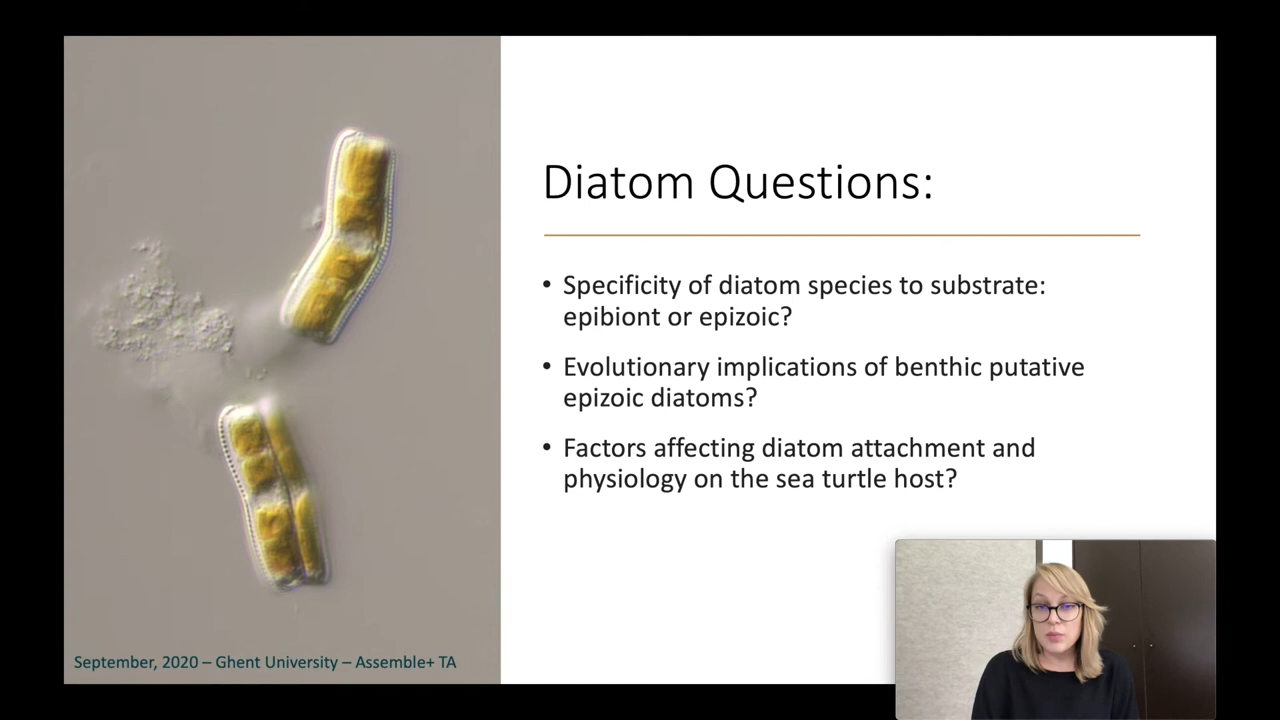 Diatom Questions:
• Specificity of diatom species to substrate:
epibiont or epizoic?
• Evolutionary implications of benthic putative
epizoic diatoms?
• Factors affecting diatom attachment and
physiology on the sea turtle host?
September, 2020 – Ghent University – Assemble+ TA